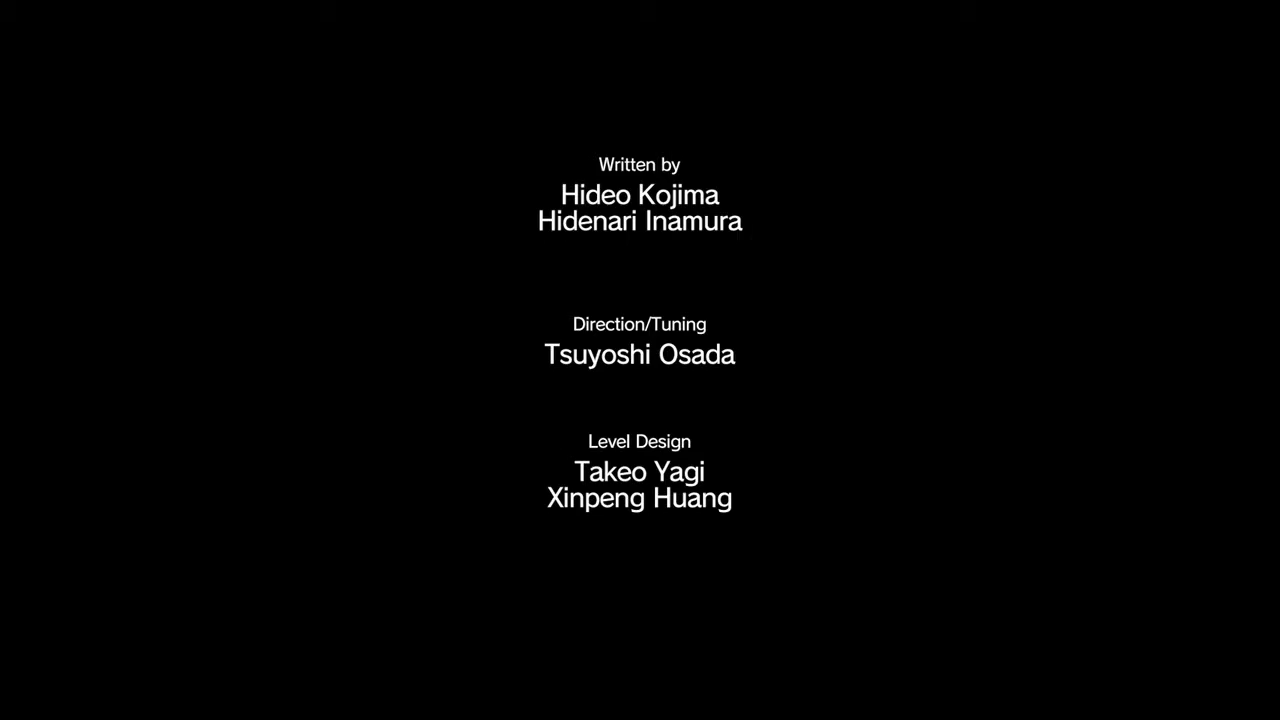 Written by
Hideo Kojima
Hidenari Inamura
Direction/Tuning
Tsuyoshi Osada
Level Design
Takeo Yagi
Xinpeng Huang